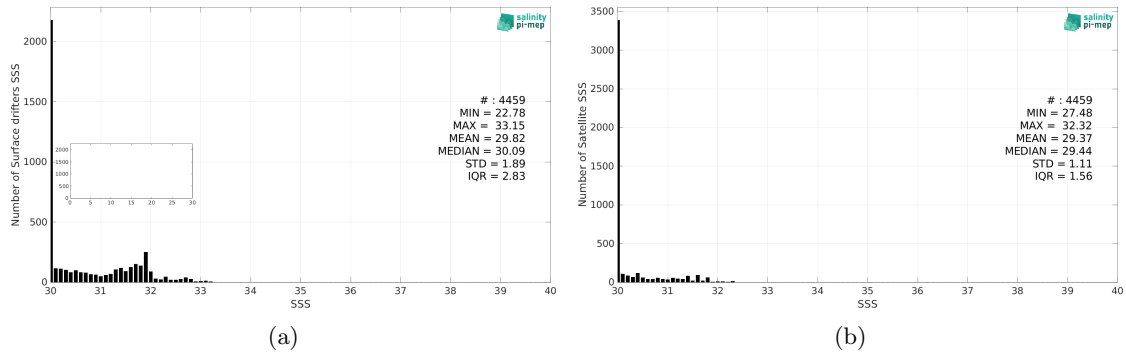 salinity
pi-mep
Number of Surface drifters SSS
2000
1500
1000
500
0
# : 4459
MIN = 22.78
MAX = 33.15
MEAN = 29.82
MEDIAN = 30.09
STD = 1.89
IQR = 2.83
2000
1500
1000
500
0
0 5 10 15 20 25 30
30 31 32 33 34 35 36 37 38 39 40
SSS
(a)
salinity
pi-mep
Number of Satellite SSS
3500
3000
2500
2000
1500
1000
500
0
# : 4459
MIN = 27.48
MAX = 32.32
MEAN = 29.37
MEDIAN = 29.44
STD = 1.11
IQR = 1.56
30 31 32 33 34 35 36 37 38 39 40
SSS
(b)